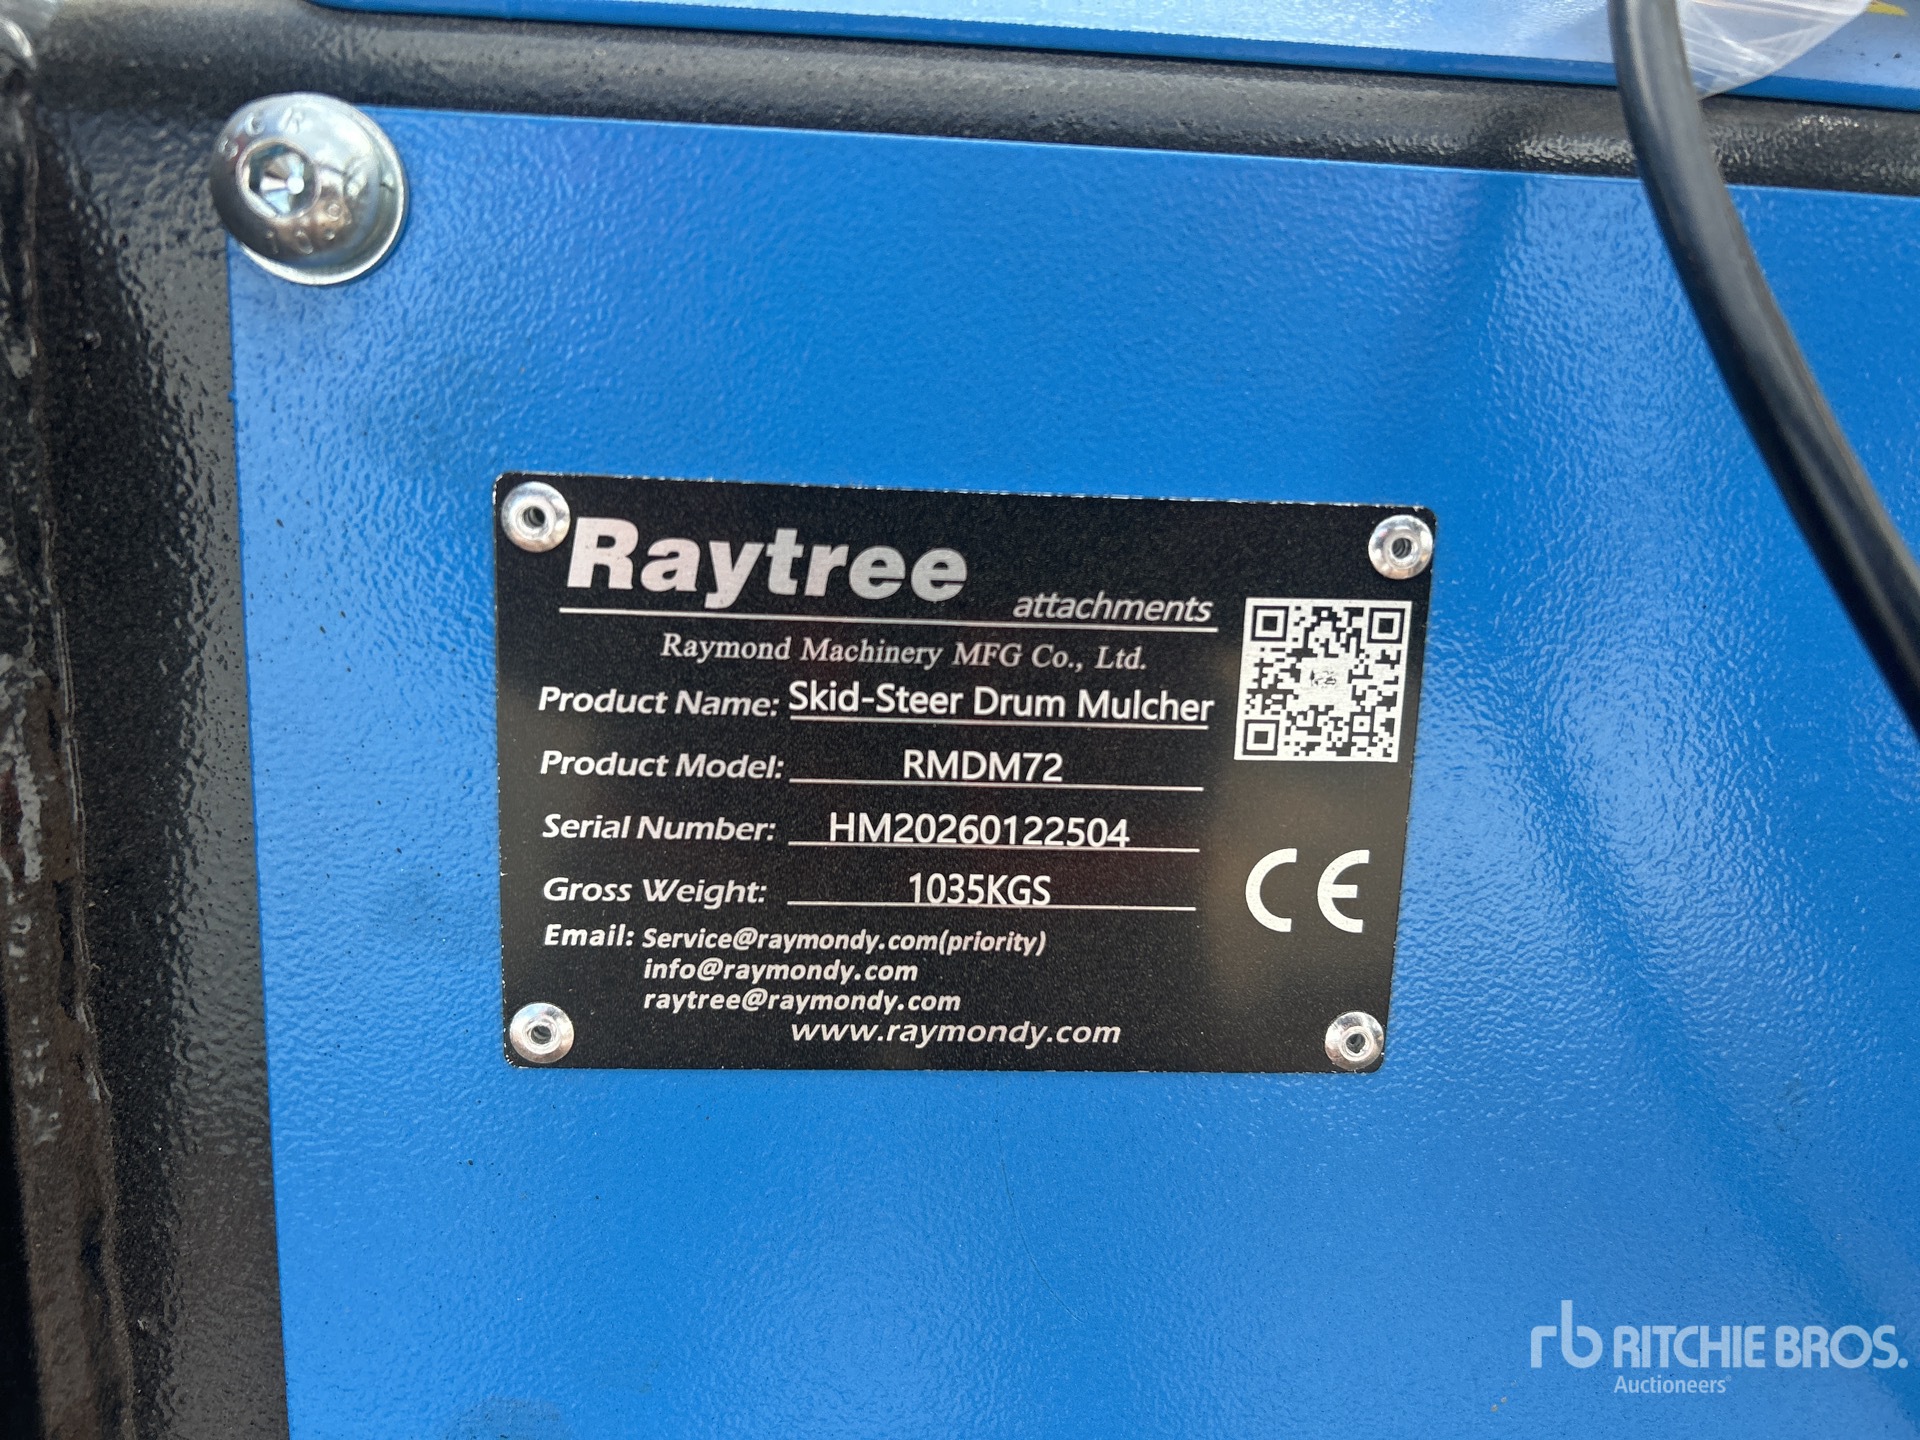 Raytree
attachments
Raymond Machinery MFG Co., Ltd.
Product Name: Skid-Steer Drum Mulcher
Product Model: RMDM72
Serial Number: HM20260122504
Gross Weight: 1035KGS
CE
Email: Service@raymondy.com(priority)
info@raymondy.com
raytree@raymondy.com
www.raymondy.com
rb RITCHIE BROS.
Auctioneers